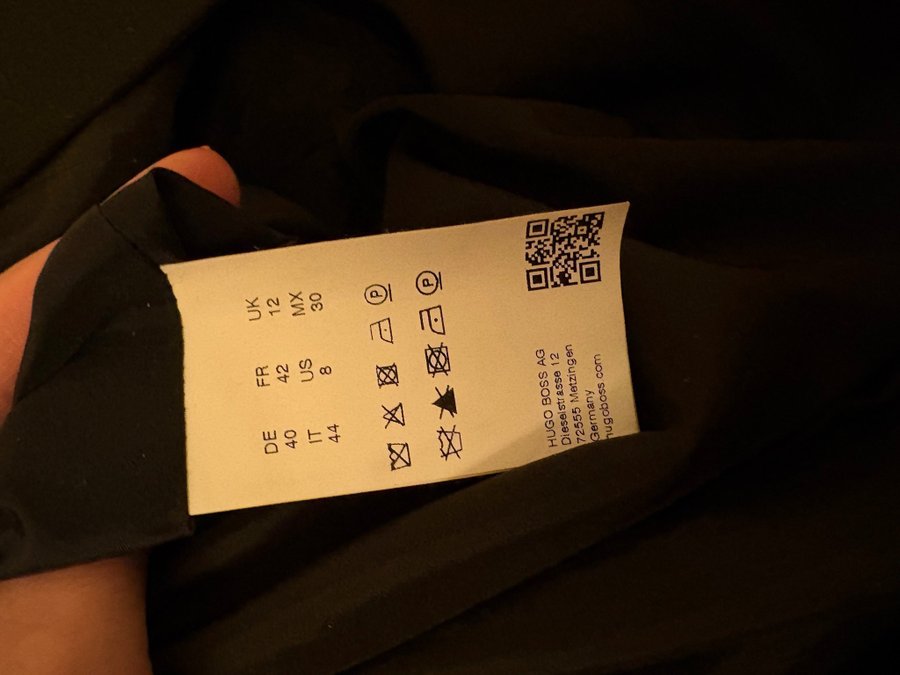 DE FR UK
40 42 12
IT US MX
44 8 30
P
P
HUGO BOSS AG
Dieselstrasse 12
72555 Metzingen
Germany
hugoboss.com